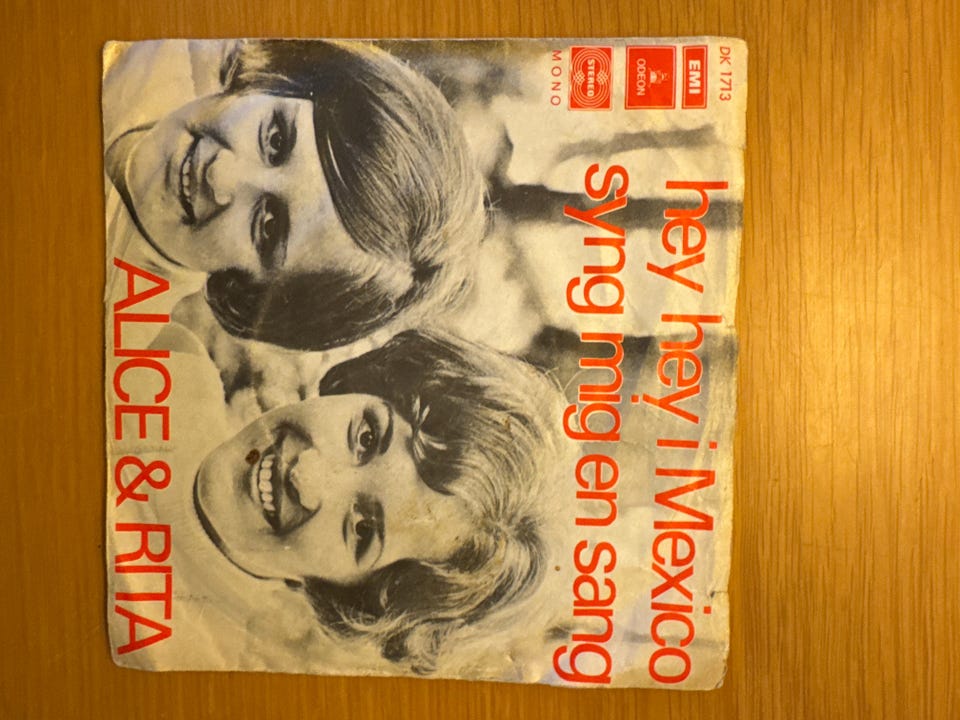 DK 1713
EMI
ODEON
STEREO
MONO
hey hey i Mexico
syng mig en sang
ALICE & RITA